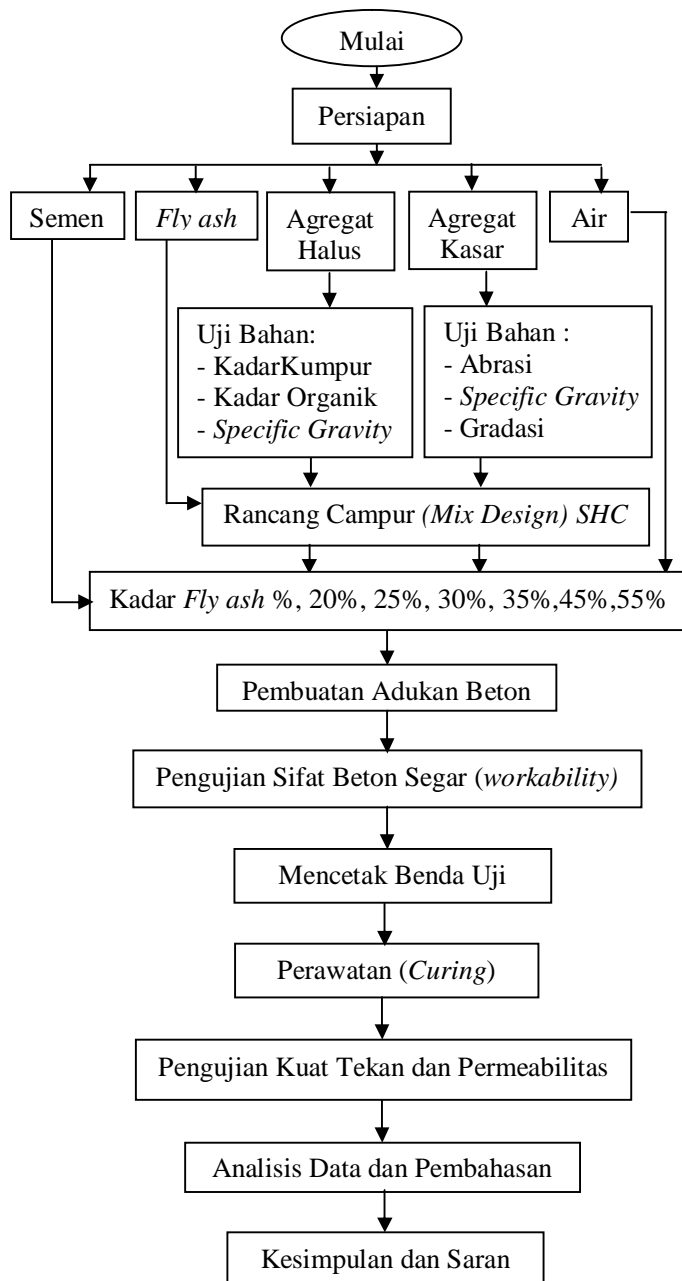 Mulai
Persiapan
Semen
Fly ash
Agregat
Halus
Agregat
Kasar
Air
Uji Bahan:
- KadarKumpur
- Kadar Organik
- Specific Gravity
Uji Bahan :
- Abrasi
- Specific Gravity
- Gradasi
Rancang Campur (Mix Design) SHC
Kadar Fly ash %, 20%, 25%, 30%, 35%,45%,55%
Pembuatan Adukan Beton
Pengujian Sifat Beton Segar (workability)
Mencetak Benda Uji
Perawatan (Curing)
Pengujian Kuat Tekan dan Permeabilitas
Analisis Data dan Pembahasan
Kesimpulan dan Saran